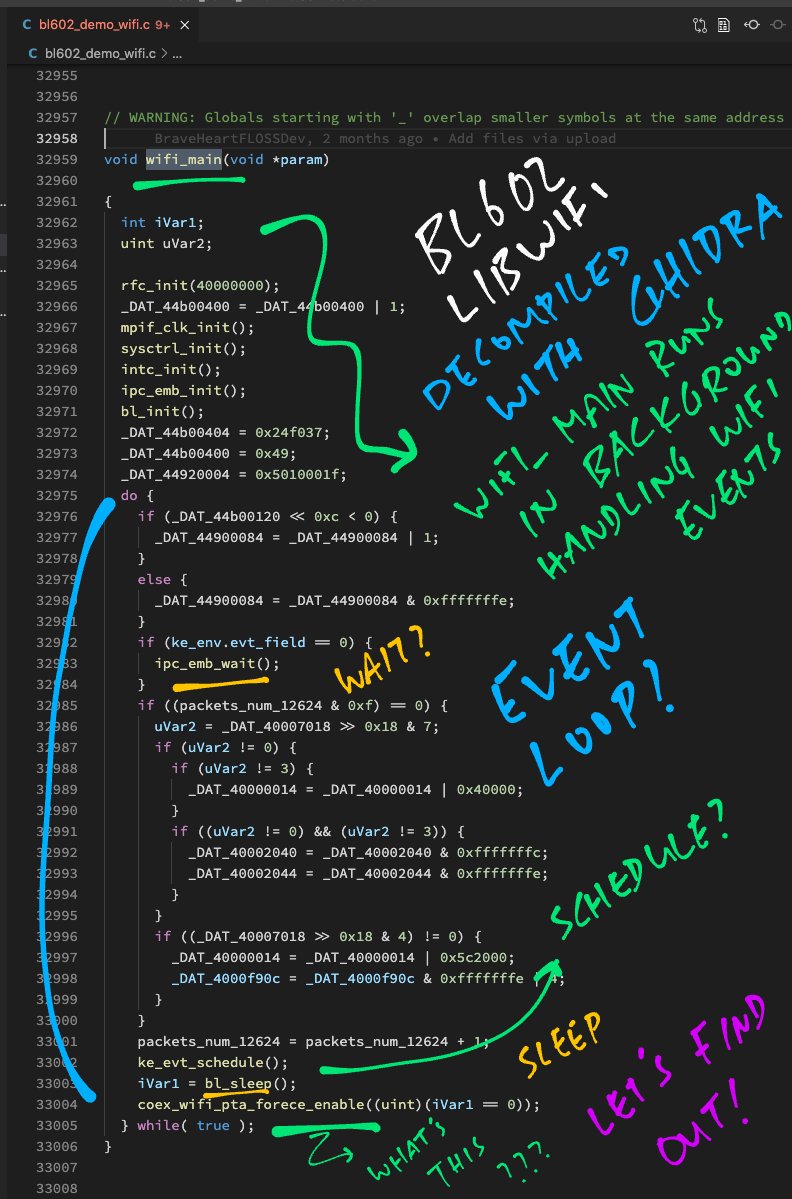 C bl602_demo_wifi.c 9+ ×
C bl602_demo_wifi.c > ...
32955
32956
32957 // WARNING: Globals starting with '_' overlap smaller symbols at the same address
32958 BraveHeartFLOSSDev, 2 months ago • Add files via upload
32959 void wifi_main(void *param)
32960
32961 {
32962 int iVar1;
32963 uint uVar2;
32964
32965 rfc_init(40000000);
32966 _DAT_44b00400 = _DAT_44b00400 | 1;
32967 mpif_clk_init();
32968 sysctrl_init();
32969 intc_init();
32970 ipc_emb_init();
32971 bl_init();
32972 _DAT_44b00404 = 0x24f037;
32973 _DAT_44b00400 = 0x49;
32974 _DAT_44920004 = 0x5010001f;
32975 do {
32976 if (_DAT_44b00120 << 0xc < 0) {
32977 _DAT_44900084 = _DAT_44900084 | 1;
32978 }
32979 else {
32980 _DAT_44900084 = _DAT_44900084 & 0xfffffffe;
32981 }
32982 if (ke_env.evt_field == 0) {
32983 ipc_emb_wait();
32984 }
32985 if ((packets_num_12624 & 0xf) == 0) {
32986 uVar2 = _DAT_40007018 >> 0x18 & 7;
32987 if (uVar2 != 0) {
32988 if (uVar2 != 3) {
32989 _DAT_40000014 = _DAT_40000014 | 0x40000;
32990 }
32991 if ((uVar2 != 0) && (uVar2 != 3)) {
32992 _DAT_40002040 = _DAT_40002040 & 0xfffffffc;
32993 _DAT_40002044 = _DAT_40002044 & 0xfffffffe;
32994 }
32995 }
32996 if ((_DAT_40007018 >> 0x18 & 4) != 0) {
32997 _DAT_40000014 = _DAT_40000014 | 0x5c2000;
32998 _DAT_4000f90c = _DAT_4000f90c & 0xfffffffe | 4;
32999 }
33000 }
33001 packets_num_12624 = packets_num_12624 + 1;
33002 ke_evt_schedule();
33003 iVar1 = bl_sleep();
33004 coex_wifi_pta_forece_enable((uint)(iVar1 == 0));
33005 } while( true );
33006 }
33007
33008
BL602
LIBWIFI
DECOMPILED
WITH GHIDRA
WIFI_MAIN RUNS
IN BACKGROUND
HANDLING WIFI
EVENTS
WAIT?
EVENT
LOOP!
SCHEDULE?
SLEEP
LET'S FIND
OUT!
WHAT'S
THIS ???